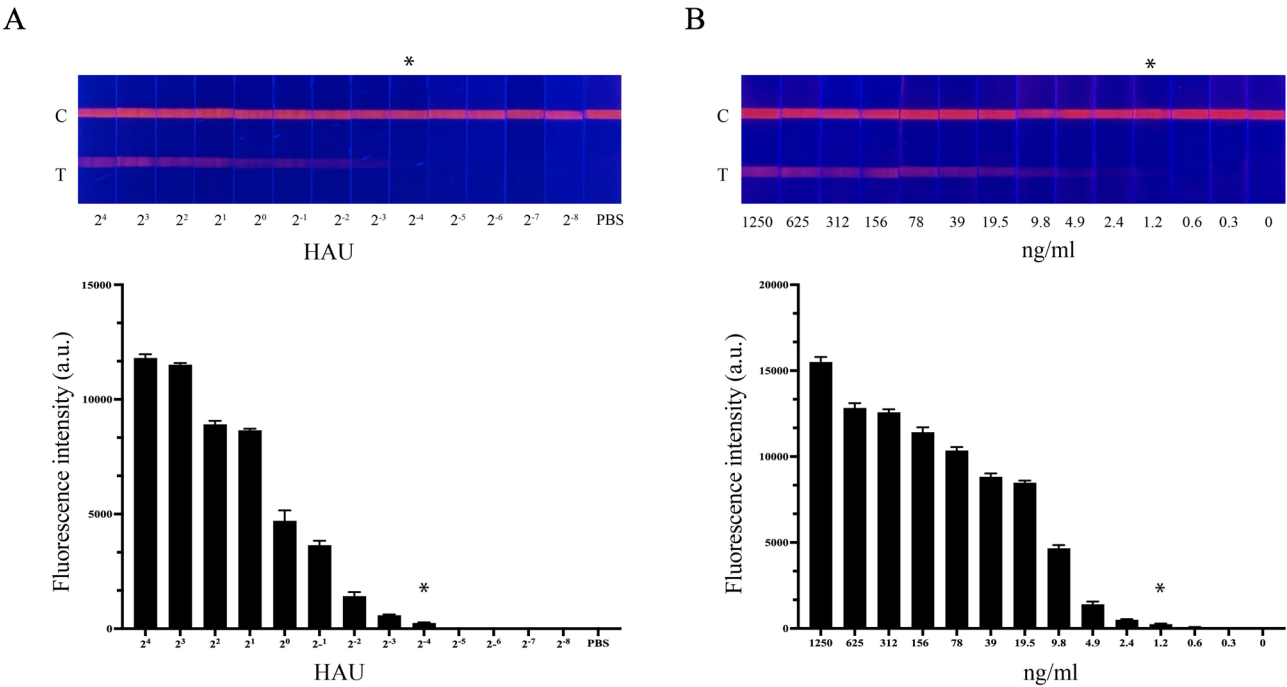 A
*
C
T
2⁴ 2³ 2² 2¹ 2⁰ 2⁻¹ 2⁻² 2⁻³ 2⁻⁴ 2⁻⁵ 2⁻⁶ 2⁻⁷ 2⁻⁸ PBS
HAU
15000
10000
5000
0
Fluorescence intensity (a.u.)
*
2⁴ 2³ 2² 2¹ 2⁰ 2⁻¹ 2⁻² 2⁻³ 2⁻⁴ 2⁻⁵ 2⁻⁶ 2⁻⁷ 2⁻⁸ PBS
HAU
B
*
C
T
1250 625 312 156 78 39 19.5 9.8 4.9 2.4 1.2 0.6 0.3 0
ng/ml
20000
15000
10000
5000
0
Fluorescence intensity (a.u.)
*
1250 625 312 156 78 39 19.5 9.8 4.9 2.4 1.2 0.6 0.3 0
ng/ml